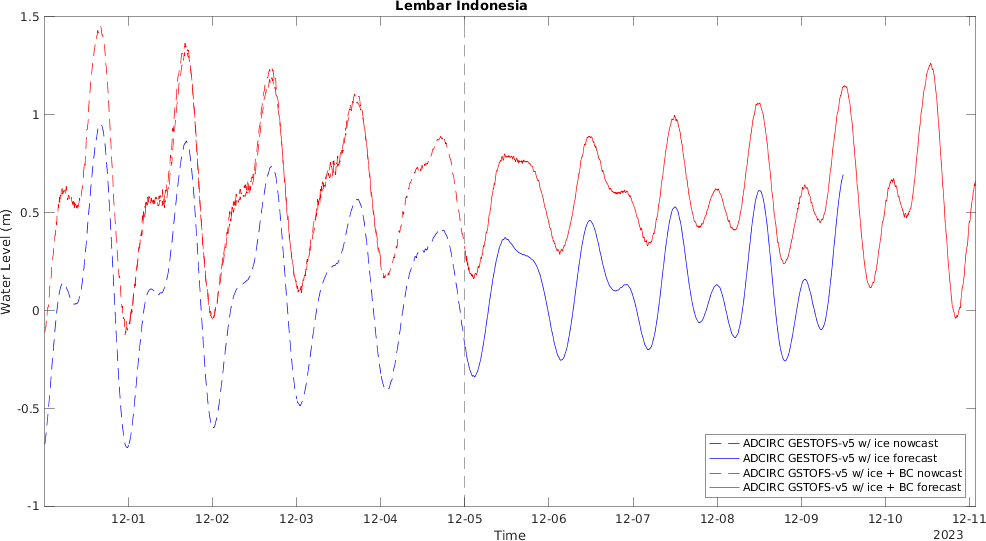 Lembar Indonesia
1.5
1
0.5
0
-0.5
-1
Water Level (m)
12-01 12-02 12-03 12-04 12-05 12-06 12-07 12-08 12-09 12-10 12-11
Time
2023
ADCIRC GESTOFS-v5 w/ ice nowcast
ADCIRC GESTOFS-v5 w/ ice forecast
ADCIRC GSTOFS-v5 w/ ice + BC nowcast
ADCIRC GSTOFS-v5 w/ ice + BC forecast